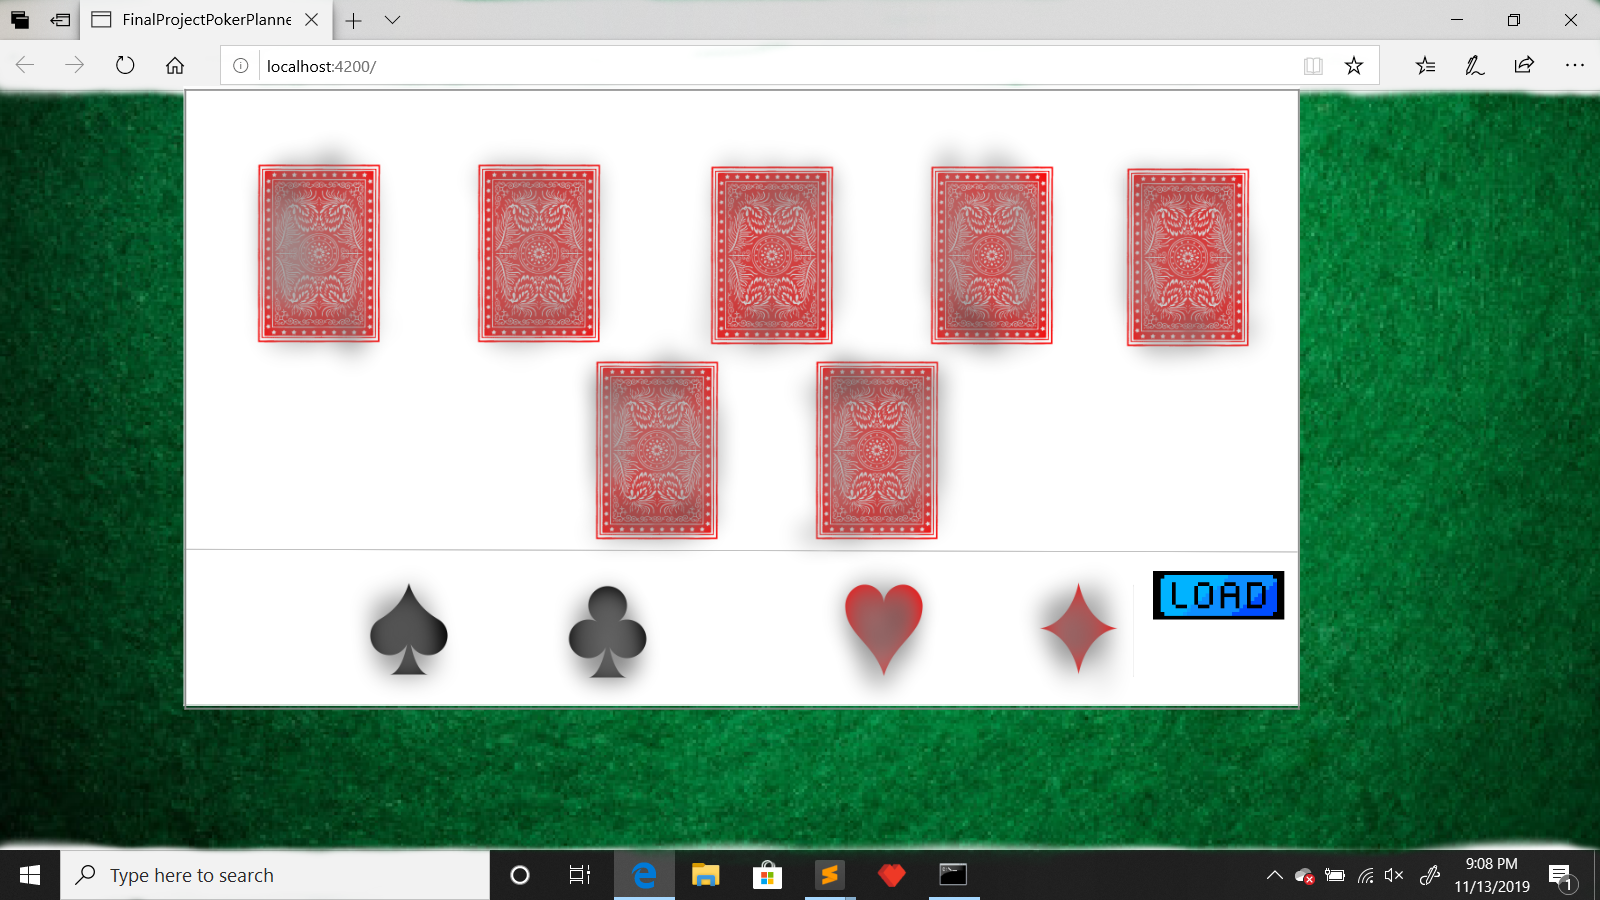 FinalProjectPokerPlanne
localhost:4200/
LOAD
Type here to search
9:08 PM
11/13/2019
1